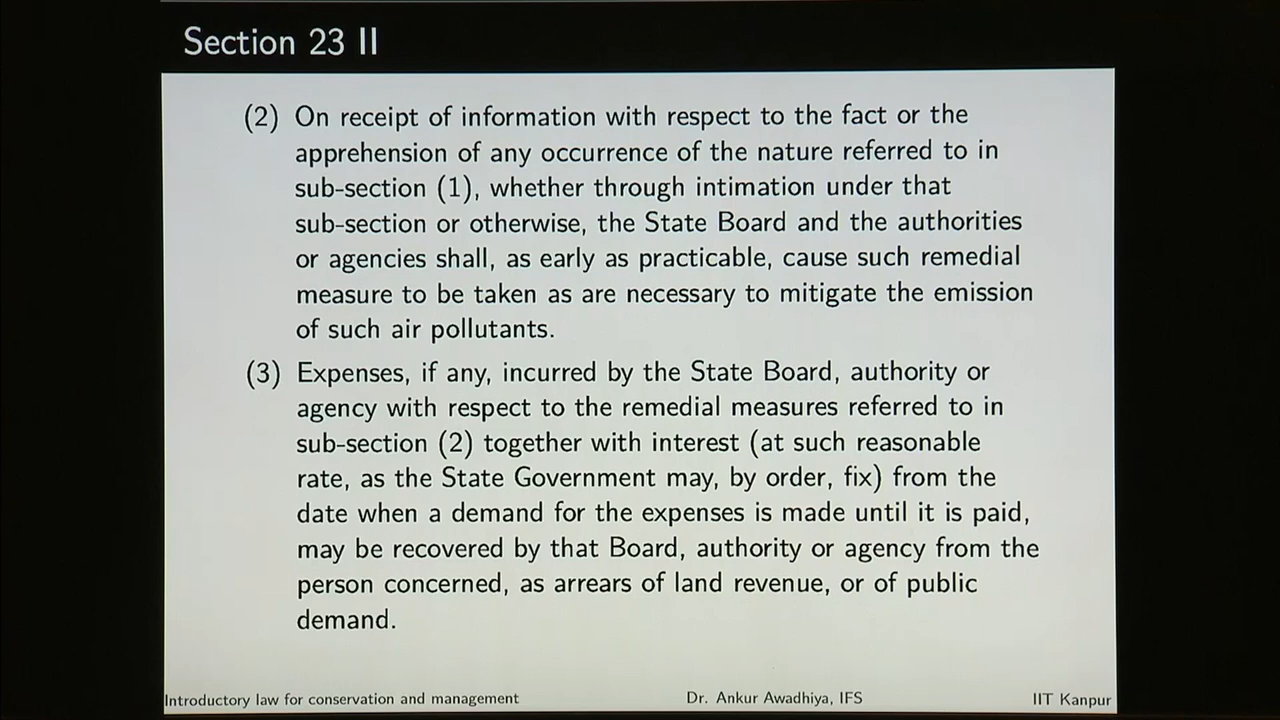 Section 23 II
(2) On receipt of information with respect to the fact or the
apprehension of any occurrence of the nature referred to in
sub-section (1), whether through intimation under that
sub-section or otherwise, the State Board and the authorities
or agencies shall, as early as practicable, cause such remedial
measure to be taken as are necessary to mitigate the emission
of such air pollutants.
(3) Expenses, if any, incurred by the State Board, authority or
agency with respect to the remedial measures referred to in
sub-section (2) together with interest (at such reasonable
rate, as the State Government may, by order, fix) from the
date when a demand for the expenses is made until it is paid,
may be recovered by that Board, authority or agency from the
person concerned, as arrears of land revenue, or of public
demand.
Introductory law for conservation and management Dr. Ankur Awadhiya, IFS IIT Kanpur